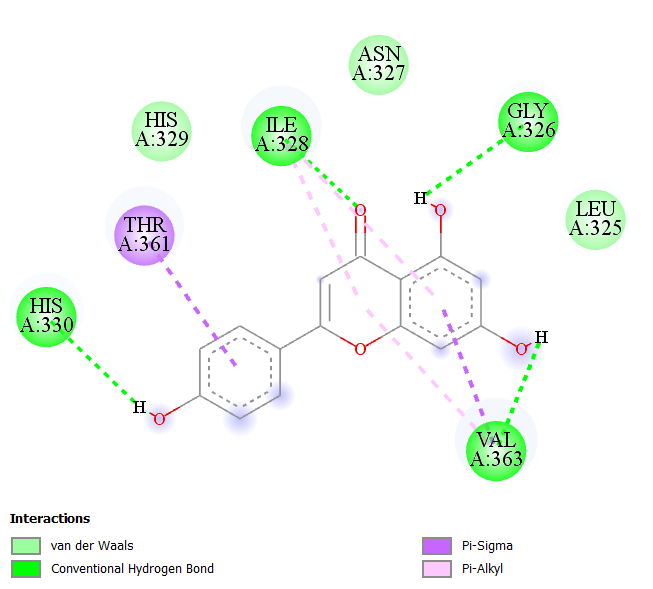 ASN
A:327
HIS
A:329
ILE
A:328
GLY
A:326
H
O
O
LEU
A:325
THR
A:361
HIS
A:330
H
O
O
O
H
VAL
A:363
Interactions
van der Waals
Conventional Hydrogen Bond
Pi-Sigma
Pi-Alkyl